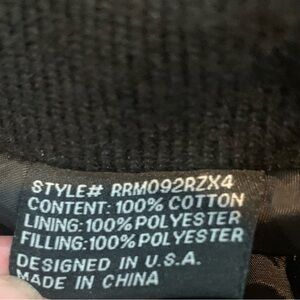 STYLE# RRM092RZX4
CONTENT: 100% COTTON
LINING: 100% POLYESTER
FILLING: 100% POLYESTER
DESIGNED IN U.S.A.
MADE IN CHINA